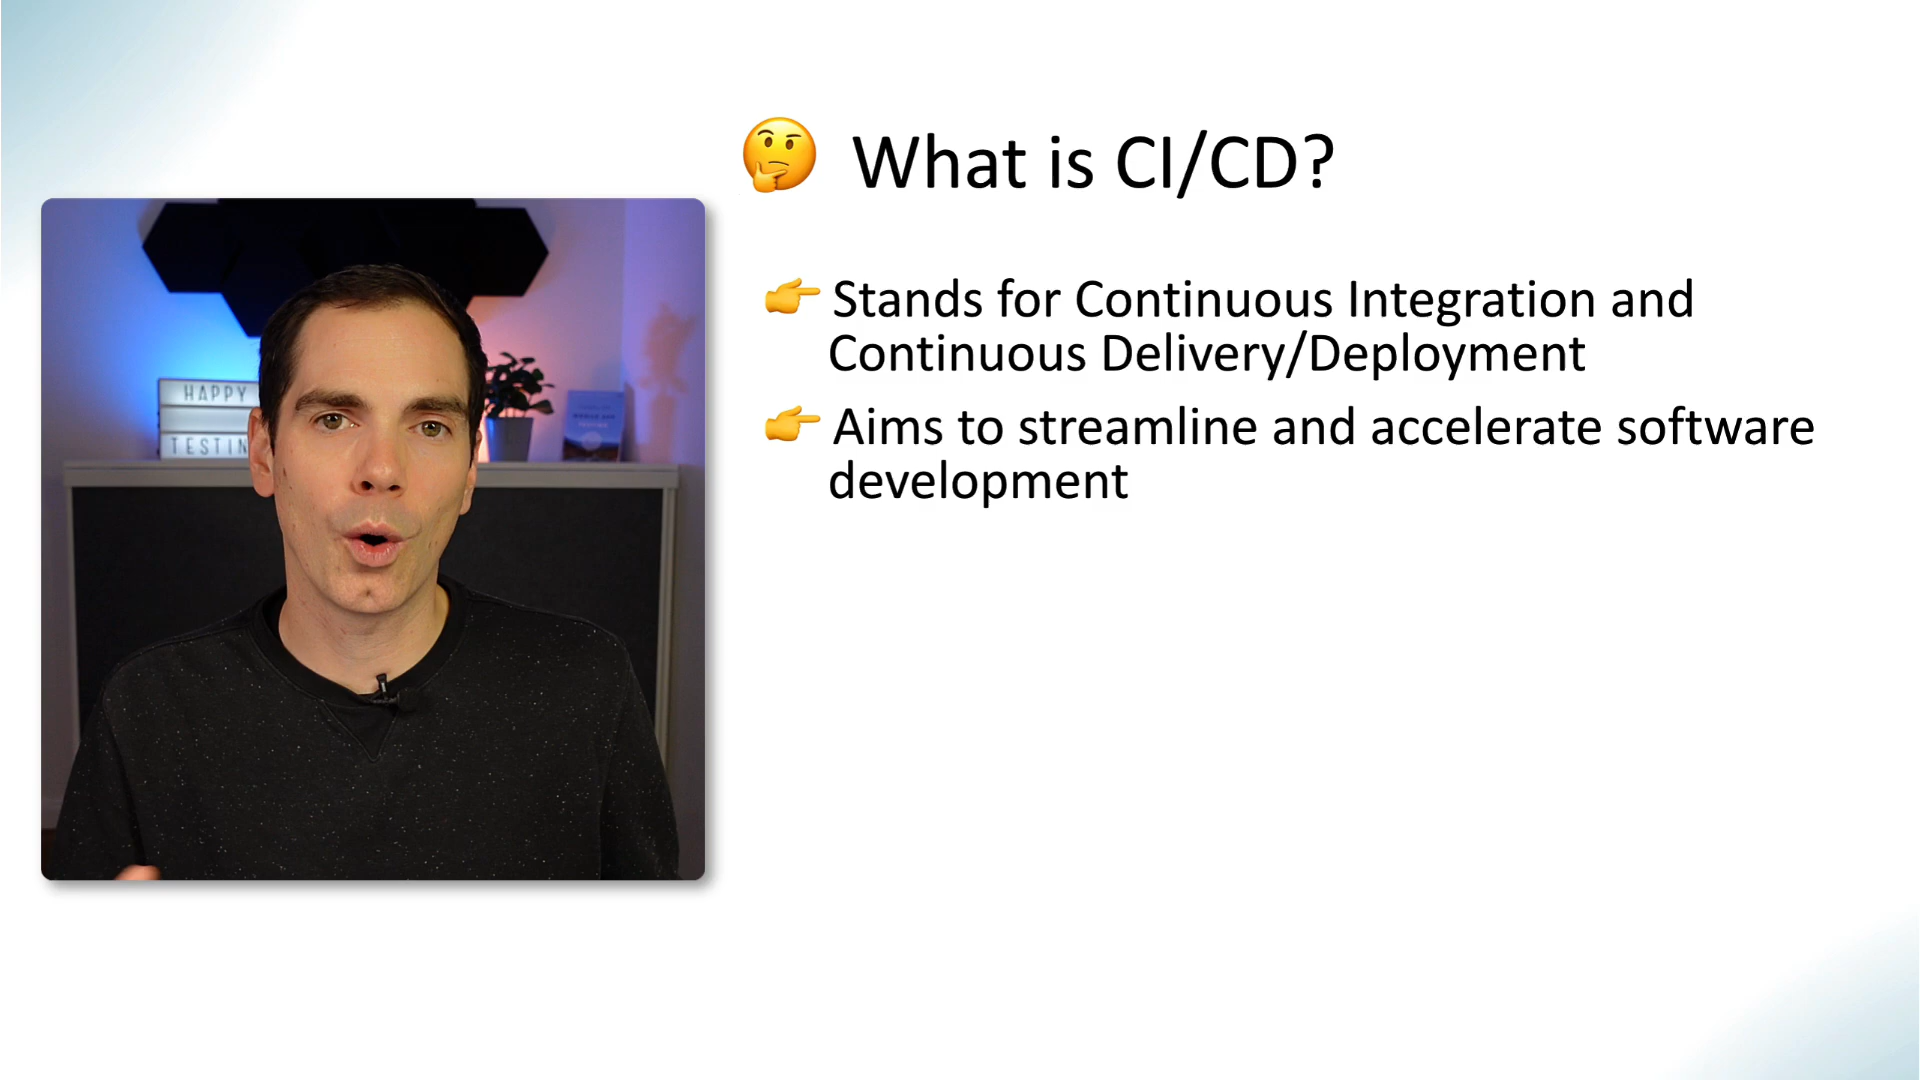 🤔 What is CI/CD?
👉 Stands for Continuous Integration and
Continuous Delivery/Deployment
👉 Aims to streamline and accelerate software
development
HAPPY
TESTIN